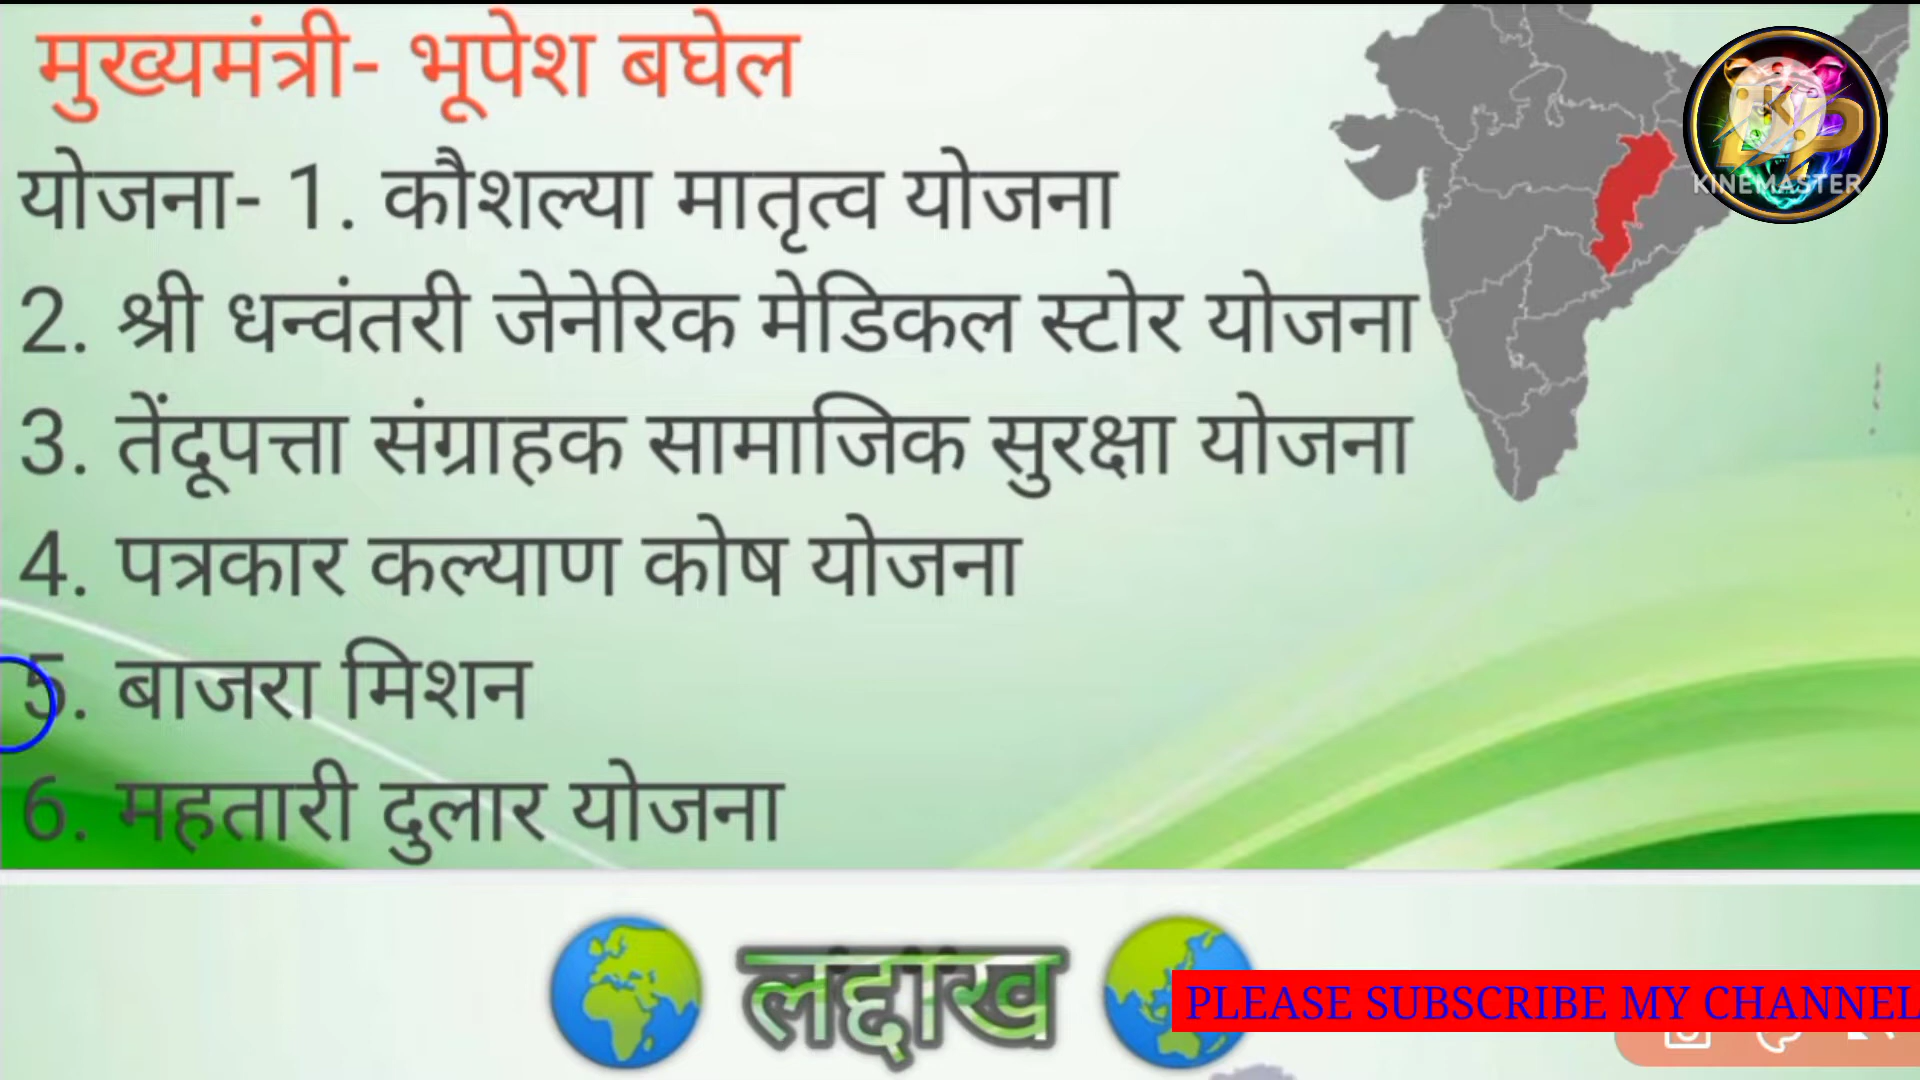 मुख्यमंत्री- भूपेश बघेल
योजना- 1. कौशल्या मातृत्व योजना
2. श्री धन्वंतरी जेनेरिक मेडिकल स्टोर योजना
3. तेंदूपत्ता संग्राहक सामाजिक सुरक्षा योजना
4. पत्रकार कल्याण कोष योजना
5. बाजरा मिशन
6. महतारी दुलार योजना
KINEMASTER
लद्दाख
PLEASE SUBSCRIBE MY CHANNEL